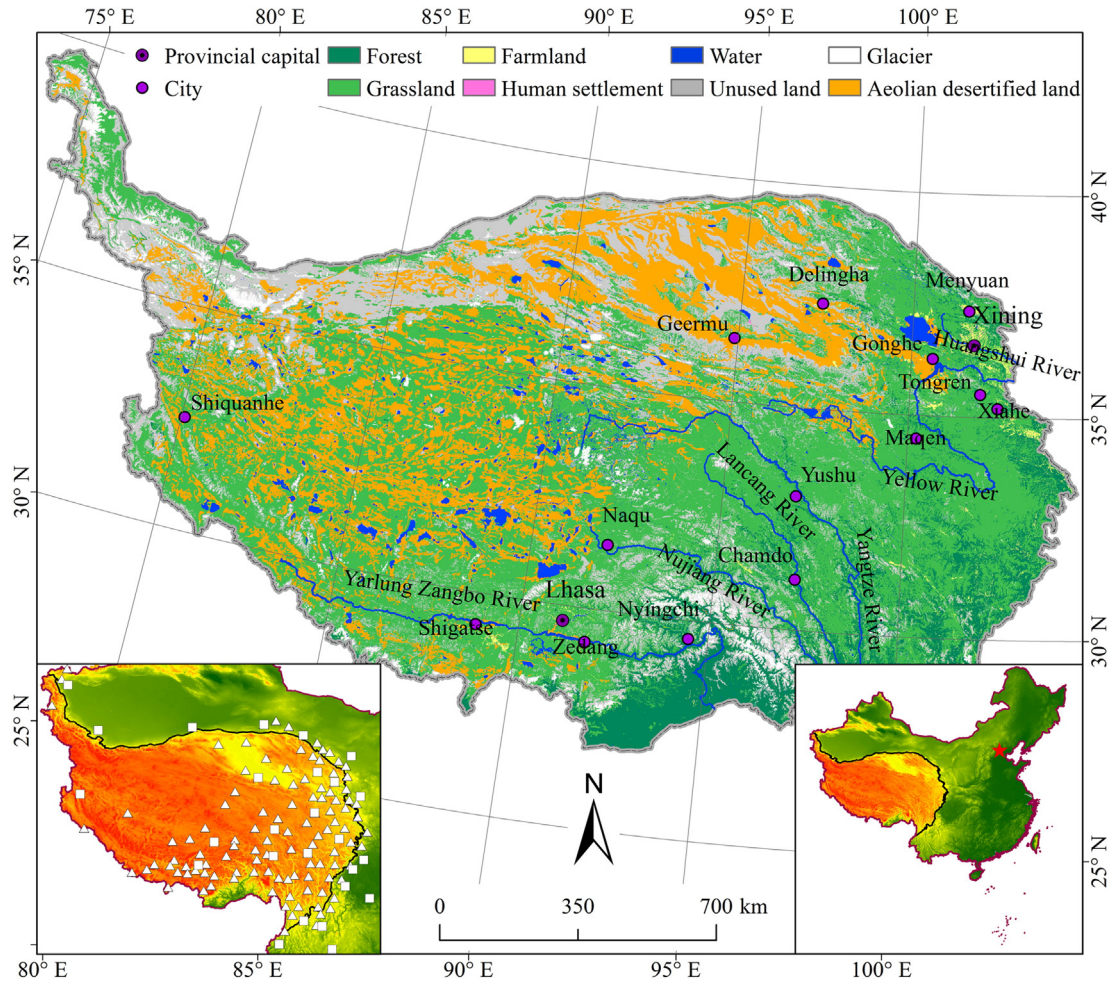 75° E 80° E 85° E 90° E 95° E 100° E
Provincial capital Forest Farmland Water Glacier
City Grassland Human settlement Unused land Aeolian desertified land
40° N
35° N
Delingha
Menyuan
Geermu
Xining
Gonghe
Huangshui River
Tongren
Shiquanhe
Xiahe
35° N
Maqen
30° N
Lancang River
Yushu
Yellow River
Naqu
Chamdo
Yangtze River
Nujiang River
Yarlung Zangbo River
Lhasa
Nyingchi
Shigatse
Zedang
30° N
25° N
N
25° N
0 350 700 km
80° E 85° E 90° E 95° E 100° E